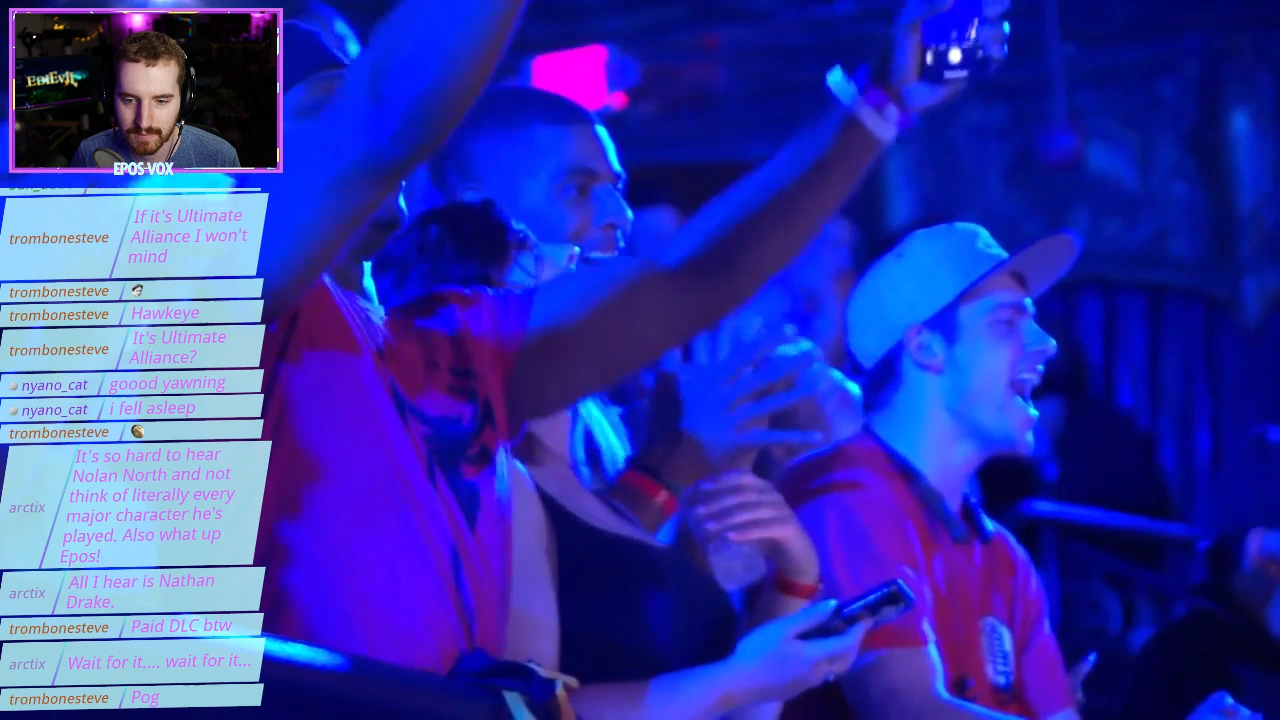 EPOS-VOX
trombonesteve
If it's Ultimate
Alliance I won't
mind
trombonesteve
trombonesteve
Hawkeye
trombonesteve
It's Ultimate
Alliance?
nyano_cat
goood yawning
nyano_cat
i fell asleep
trombonesteve
arctix
It's so hard to hear
Nolan North and not
think of literally every
major character he's
played. Also what up
Epos!
arctix
All I hear is Nathan
Drake.
trombonesteve
Paid DLC btw
arctix
Wait for it,... wait for it...
trombonesteve
Pog